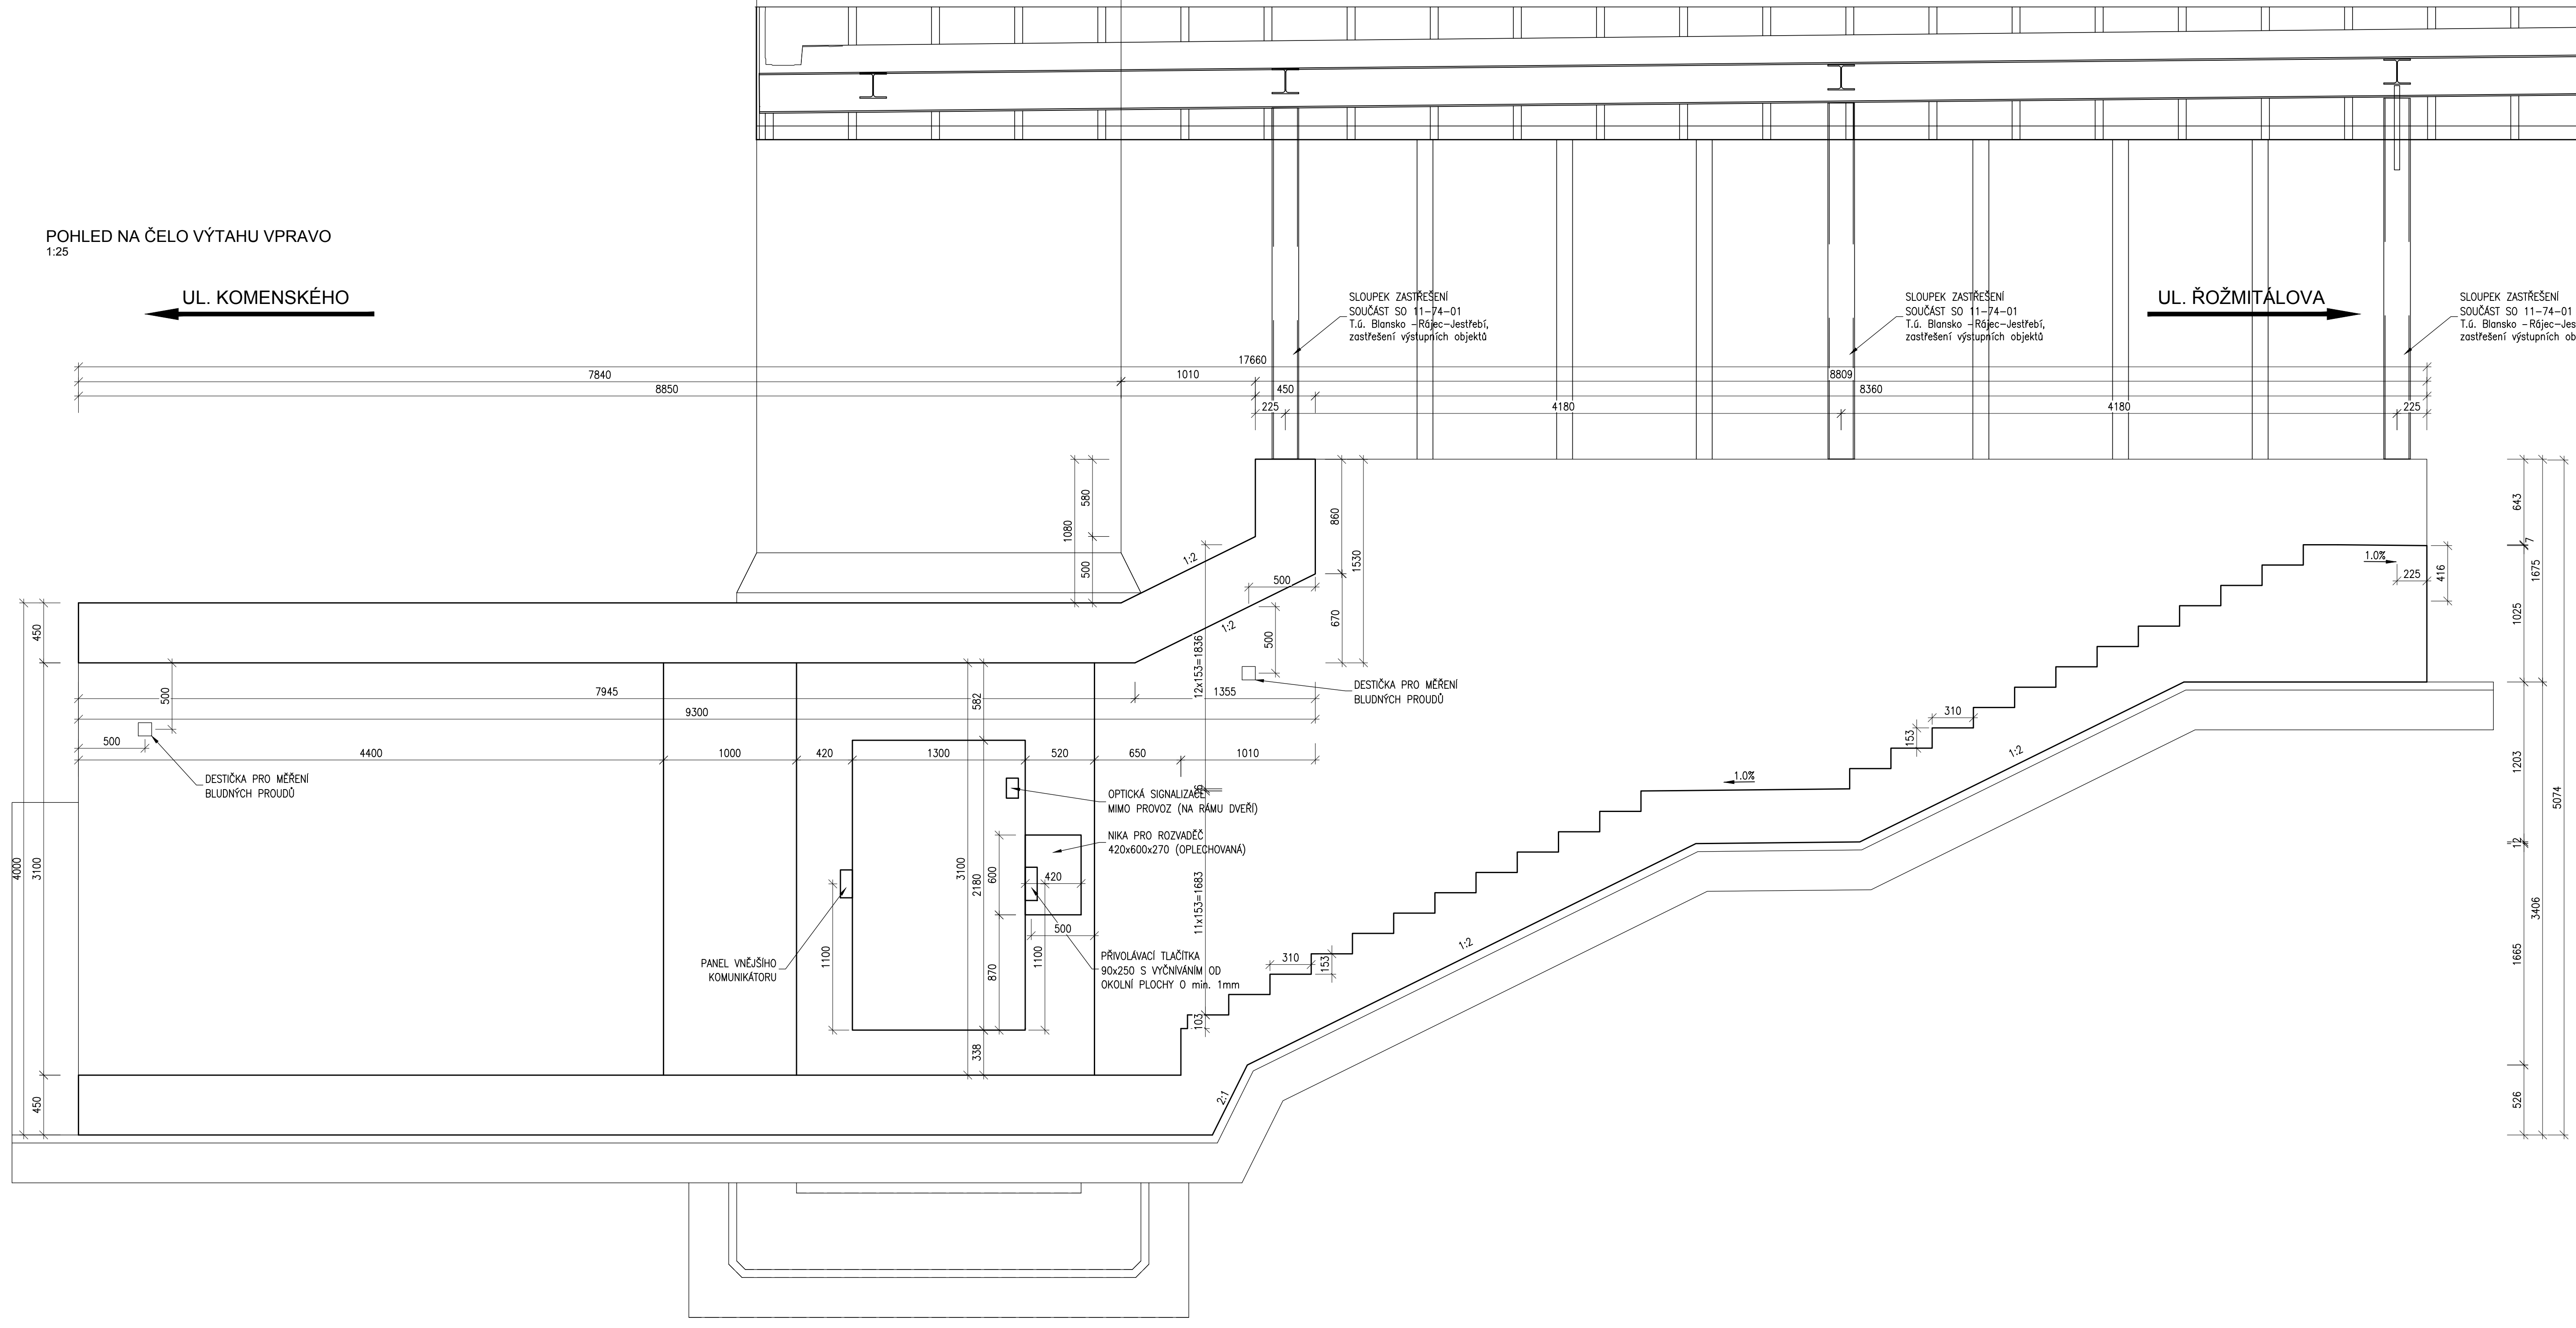 POHLED NA ČELO VÝTAHU VPRAVO
1:25
UL. KOMENSKÉHO
UL. ŘOŽMITÁLOVA
SLOUPEK ZASTŘEŠENÍ
SOUČÁST SO 11-74-01
T.ú. Blansko -Rájec-Jestřebí,
zastřešení výstupních objektů
SLOUPEK ZASTŘEŠENÍ
SOUČÁST SO 11-74-01
T.ú. Blansko -Rájec-Jestřebí,
zastřešení výstupních objektů
SLOUPEK ZASTŘEŠENÍ
SOUČÁST SO 11-74-01
T.ú. Blansko -Rájec-Jes
zastřešení výstupních ob
17660
7840
1010
8809
8850
450
8360
225
4180
4180
225
580
1080
500
1:2
860
1530
500
670
1:2
500
643
7
1675
1.0%
225
416
1025
450
12x153=1836
500
7945
582
1355
9300
DESTIČKA PRO MĚŘENÍ
BLUDNÝCH PROUDŮ
310
153
500
4400
1000
420
1300
520
650
1010
1:2
1203
DESTIČKA PRO MĚŘENÍ
BLUDNÝCH PROUDŮ
1.0%
26
OPTICKÁ SIGNALIZACE
MIMO PROVOZ (NA RÁMU DVEŘÍ)
5074
NIKA PRO ROZVADĚČ
420x600x270 (OPLECHOVANÁ)
12
4000
3100
3100
2180
600
420
11x153=1683
3406
500
1:2
1100
870
1100
PANEL VNĚJŠÍHO
KOMUNIKÁTORU
PŘIVOLÁVACÍ TLAČÍTKA
90x250 S VYČNÍVÁNÍM OD
OKOLNÍ PLOCHY O min. 1mm
310
153
1665
103
338
450
2:1
526